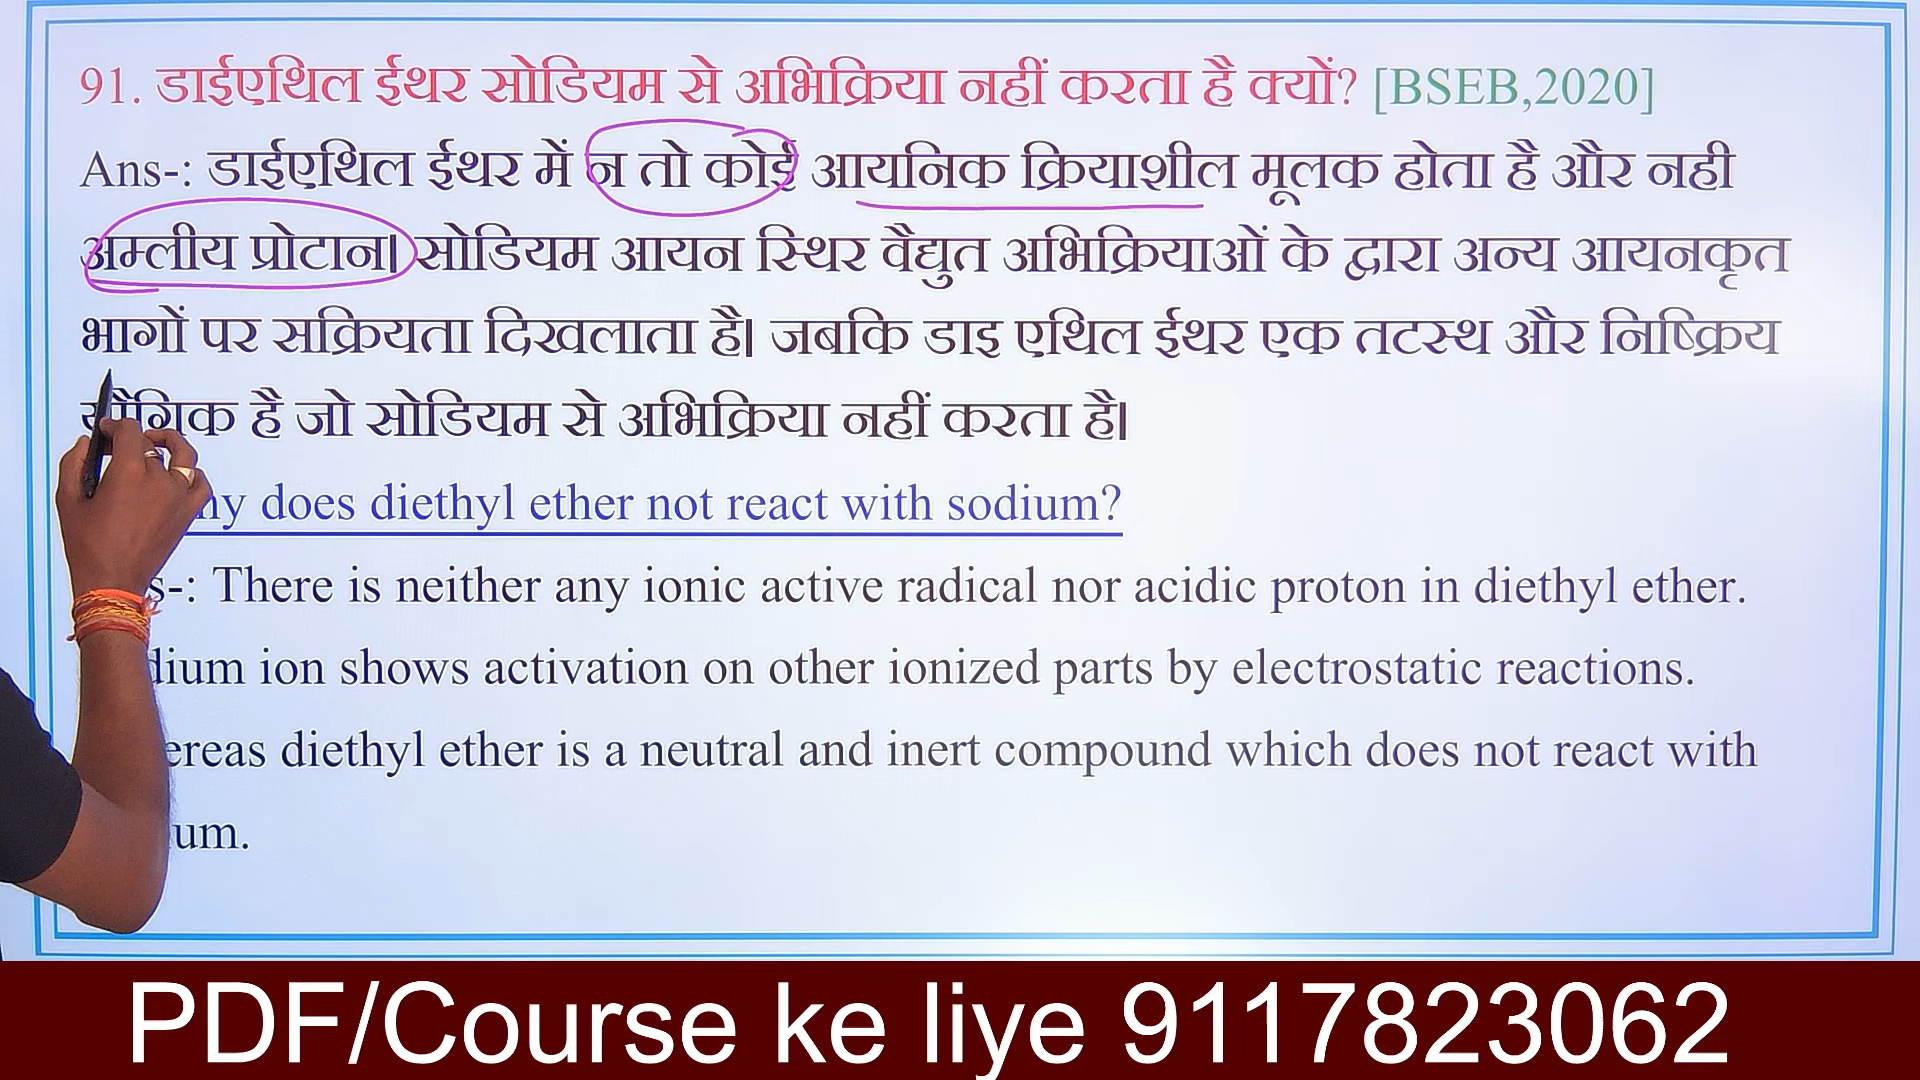 91. डाईएथिल ईथर सोडियम से अभिक्रिया नहीं करता है क्यों? [BSEB,2020]
Ans-: डाईएथिल ईथर में न तो कोई आयनिक क्रियाशील मूलक होता है और नही
अम्लीय प्रोटान। सोडियम आयन स्थिर वैद्युत अभिक्रियाओं के द्वारा अन्य आयनकृत
भागों पर सक्रियता दिखलाता है। जबकि डाइ एथिल ईथर एक तटस्थ और निष्क्रिय
यौगिक है जो सोडियम से अभिक्रिया नहीं करता है।
does diethyl ether not react with sodium?
There is neither any ionic active radical nor acidic proton in diethyl ether.
ion shows activation on other ionized parts by electrostatic reactions.
diethyl ether is a neutral and inert compound which does not react with
PDF/Course ke liye 9117823062